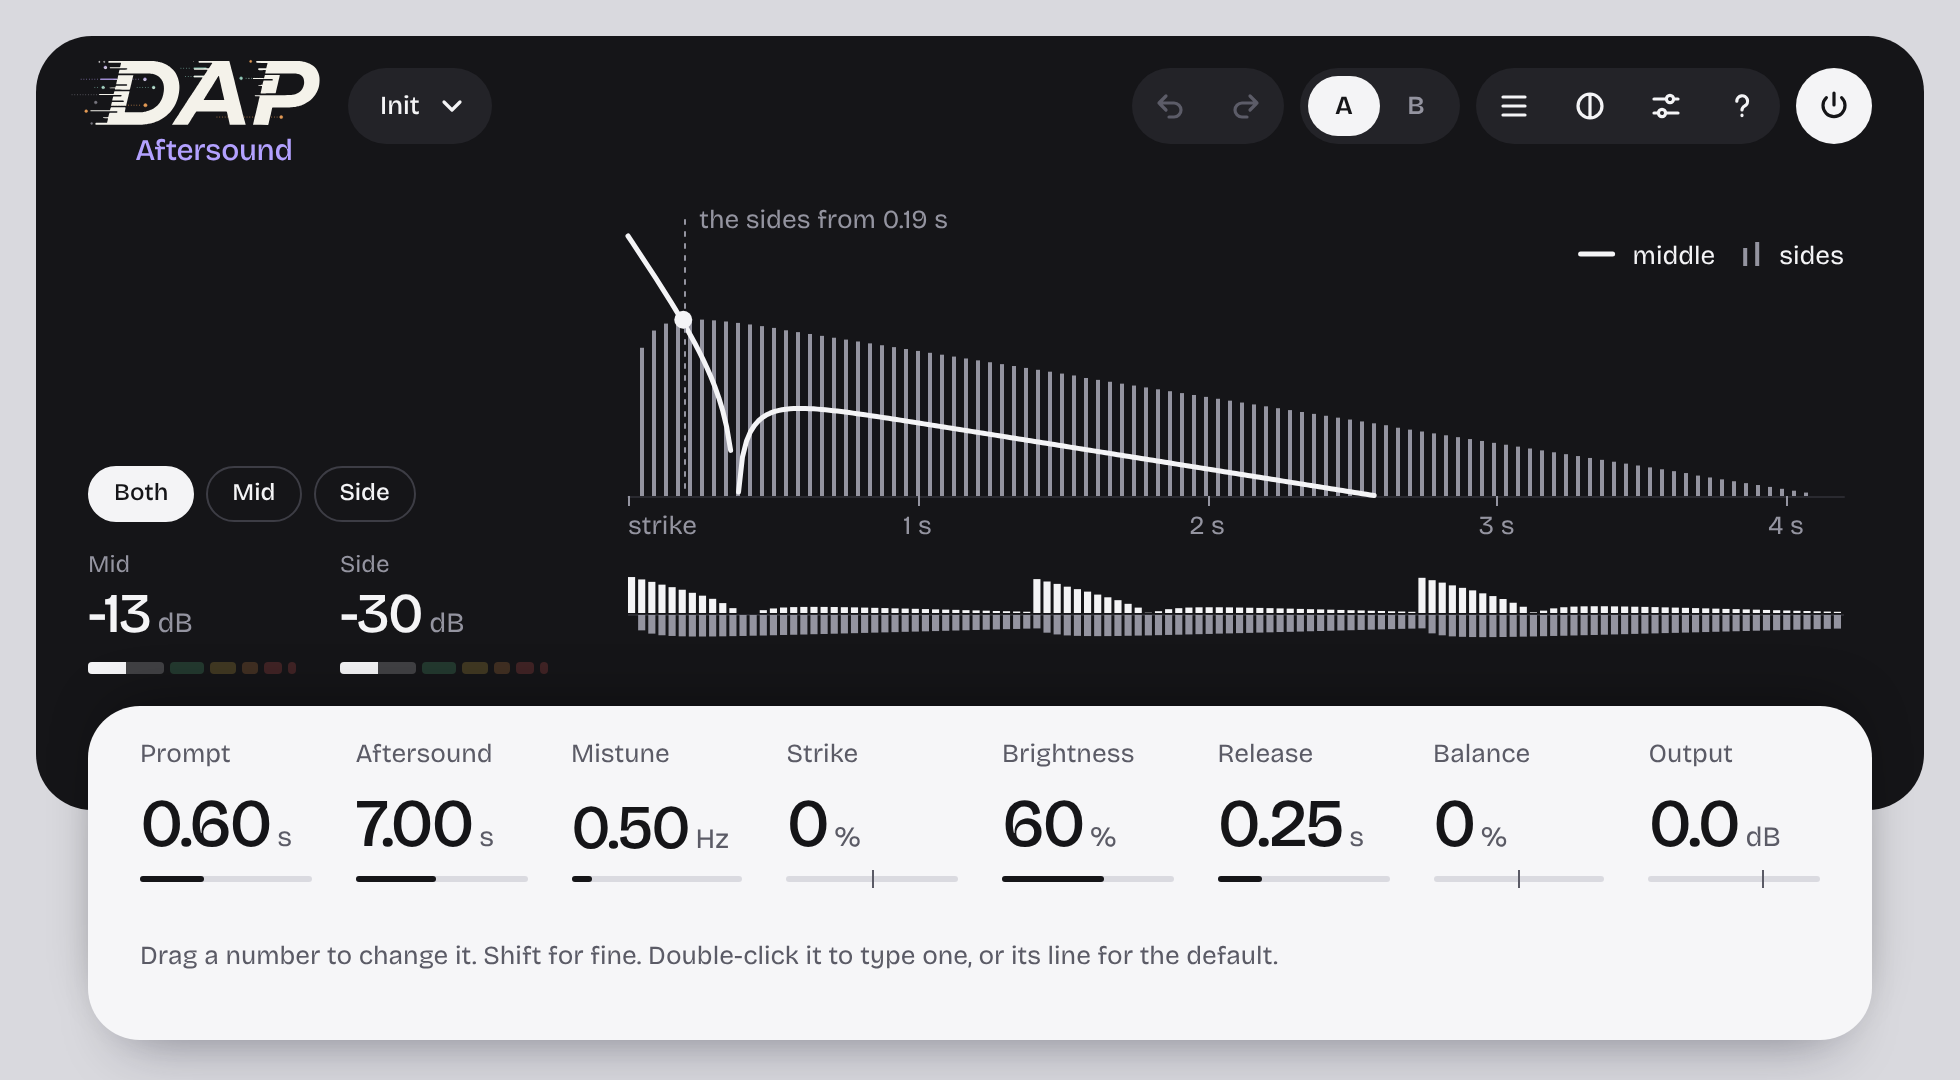 DAP
Aftersound
Init
A B
?
the sides from 0.19 s
middle sides
Both Mid Side
strike 1 s 2 s 3 s 4 s
Mid Side
-13 dB -30 dB
Prompt Aftersound Mistune Strike Brightness Release Balance Output
0.60 s 7.00 s 0.50 Hz 0 % 60 % 0.25 s 0 % 0.0 dB
Drag a number to change it. Shift for fine. Double-click it to type one, or its line for the default.